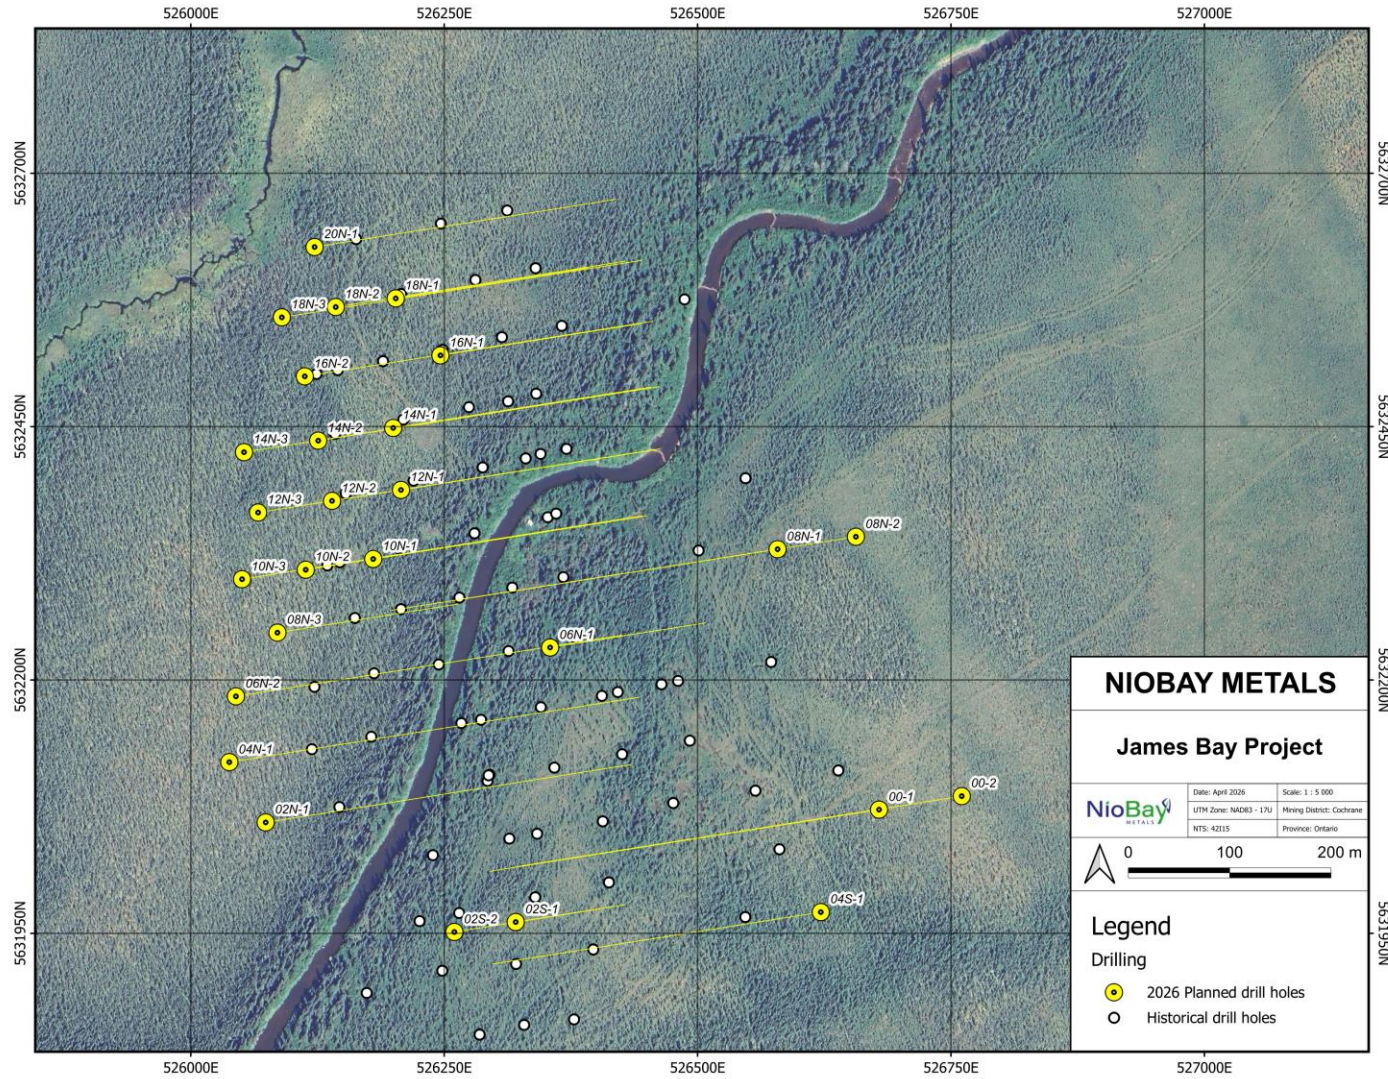 526000E 526250E 526500E 526750E 527000E
5632700N 5632700N
20N-1
18N-3 18N-2 18N-1
16N-2 16N-1
5632450N 5632450N
14N-3 14N-2 14N-1
12N-3 12N-2 12N-1
10N-3 10N-2 10N-1
08N-1 08N-2
08N-3
06N-1
06N-2
5632200N 5632200N
04N-1
02N-1
00-1 00-2
02S-2 02S-1 04S-1
5631950N 5631950N
NIOBAY METALS
James Bay Project
NioBay
METALS
Date: April 2026 Scale: 1 : 5 000
UTM Zone: NAD83 - 17U Mining District: Cochrane
NTS: 42I15 Province: Ontario
0 100 200 m
Legend
Drilling
2026 Planned drill holes
Historical drill holes
526000E 526250E 526500E 526750E 527000E